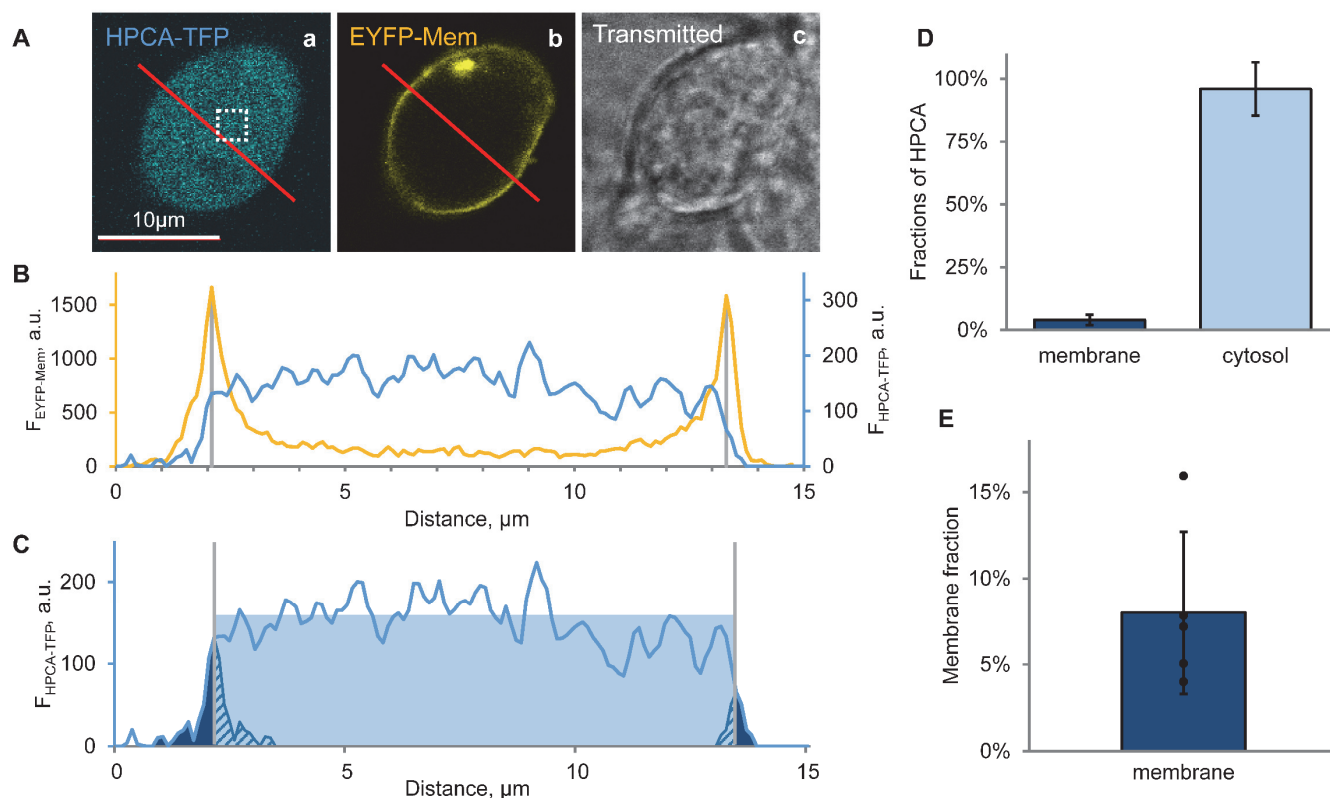 A
HPCA-TFP
a
EYFP-Mem
b
Transmitted
c
10µm
B
1500
1000
500
0
F_EYFP-Mem, a.u.
300
200
100
0
F_HPCA-TFP, a.u.
0
5
10
15
Distance, µm
C
200
100
0
F_HPCA-TFP, a.u.
0
5
10
15
Distance, µm
D
100%
75%
50%
25%
0%
Fractions of HPCA
membrane
cytosol
E
15%
10%
5%
0%
Membrane fraction
membrane